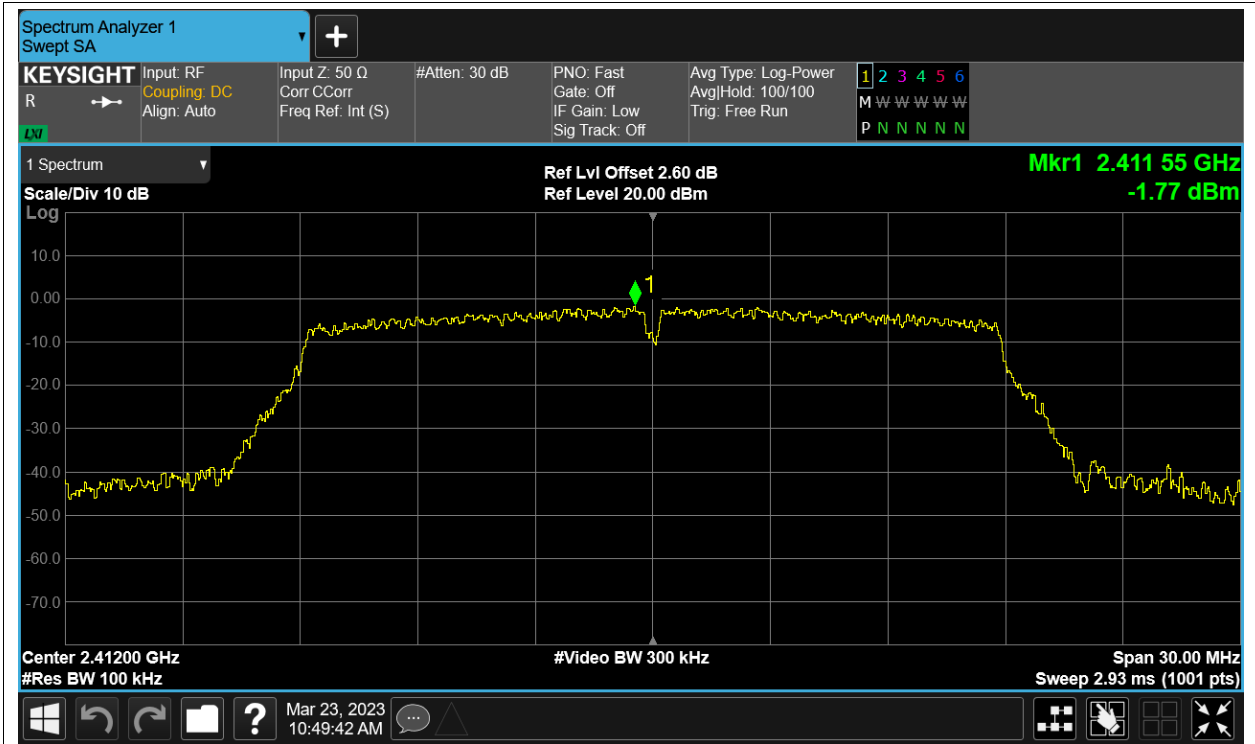 Spectrum Analyzer 1
Swept SA
KEYSIGHT
R
LXI
Input: RF
Coupling: DC
Align: Auto
Input Z: 50 Ω
Corr CCorr
Freq Ref: Int (S)
#Atten: 30 dB
PNO: Fast
Gate: Off
IF Gain: Low
Sig Track: Off
Avg Type: Log-Power
Avg|Hold: 100/100
Trig: Free Run
1 2 3 4 5 6
M W W W W W
P N N N N N
1 Spectrum
Scale/Div 10 dB
Log
Ref Lvl Offset 2.60 dB
Ref Level 20.00 dBm
Mkr1 2.411 55 GHz
-1.77 dBm
10.0
0.00
-10.0
-20.0
-30.0
-40.0
-50.0
-60.0
-70.0
1
Center 2.41200 GHz
#Res BW 100 kHz
#Video BW 300 kHz
Span 30.00 MHz
Sweep 2.93 ms (1001 pts)
?
Mar 23, 2023
10:49:42 AM